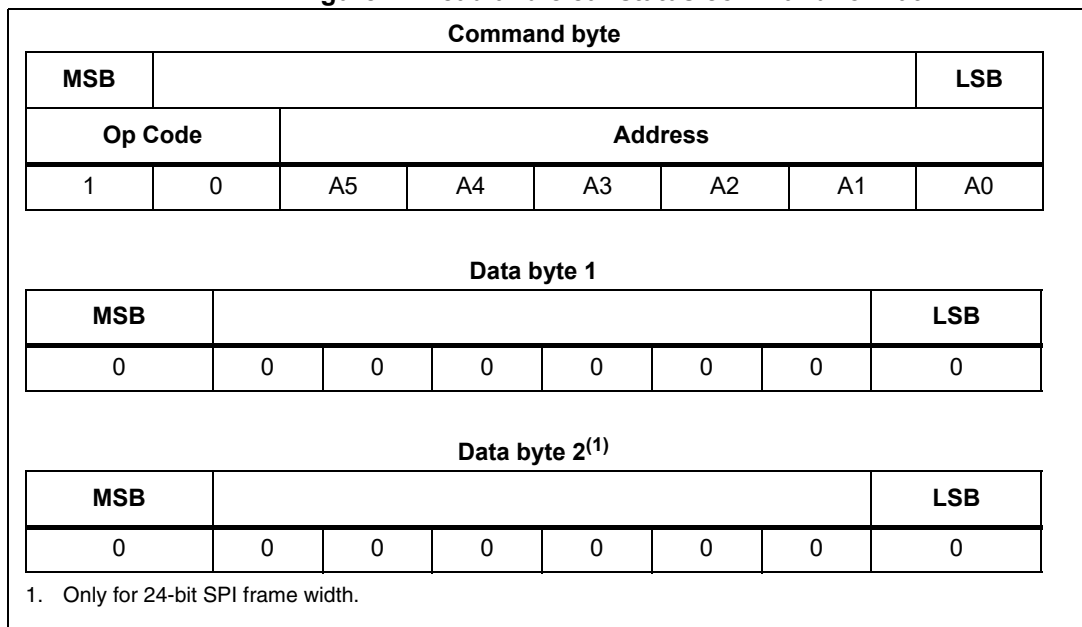 Command byte
MSB LSB
Op Code Address
1 0 A5 A4 A3 A2 A1 A0
Data byte 1
MSB LSB
0 0 0 0 0 0 0 0
Data byte 2(1)
MSB LSB
0 0 0 0 0 0 0 0
1. Only for 24-bit SPI frame width.